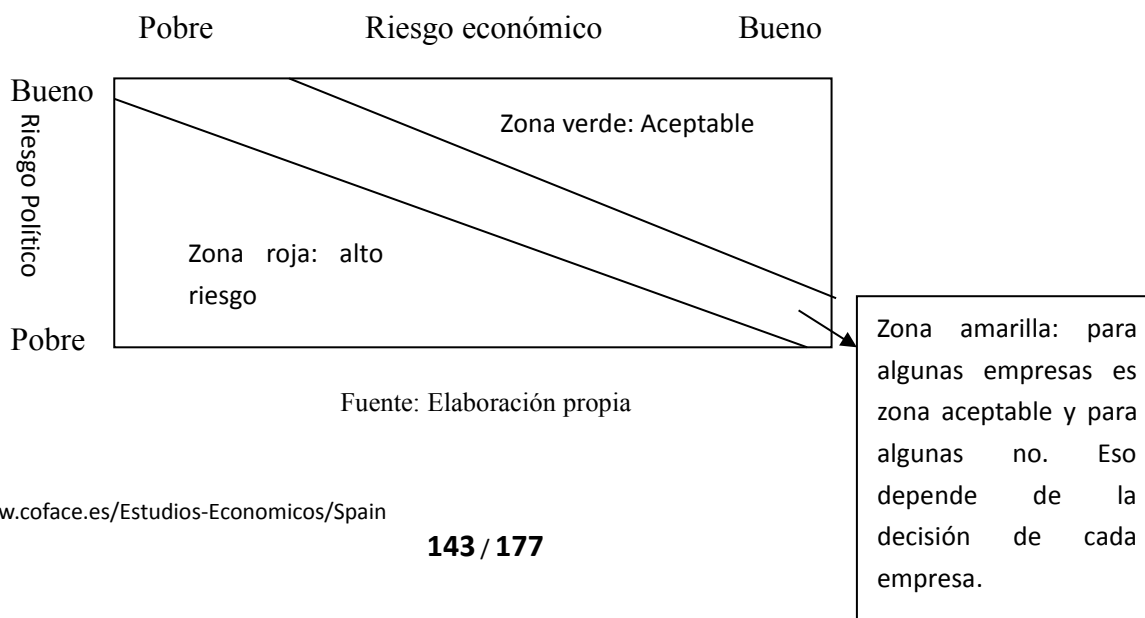 Pobre Riesgo económico Bueno
Bueno
Riesgo Político
Pobre
Zona verde: Aceptable
Zona roja: alto
riesgo
Zona amarilla: para
algunas empresas es
zona aceptable y para
algunas no. Eso
depende de la
decisión de cada
empresa.
Fuente: Elaboración propia
w.coface.es/Estudios-Economicos/Spain
143 / 177